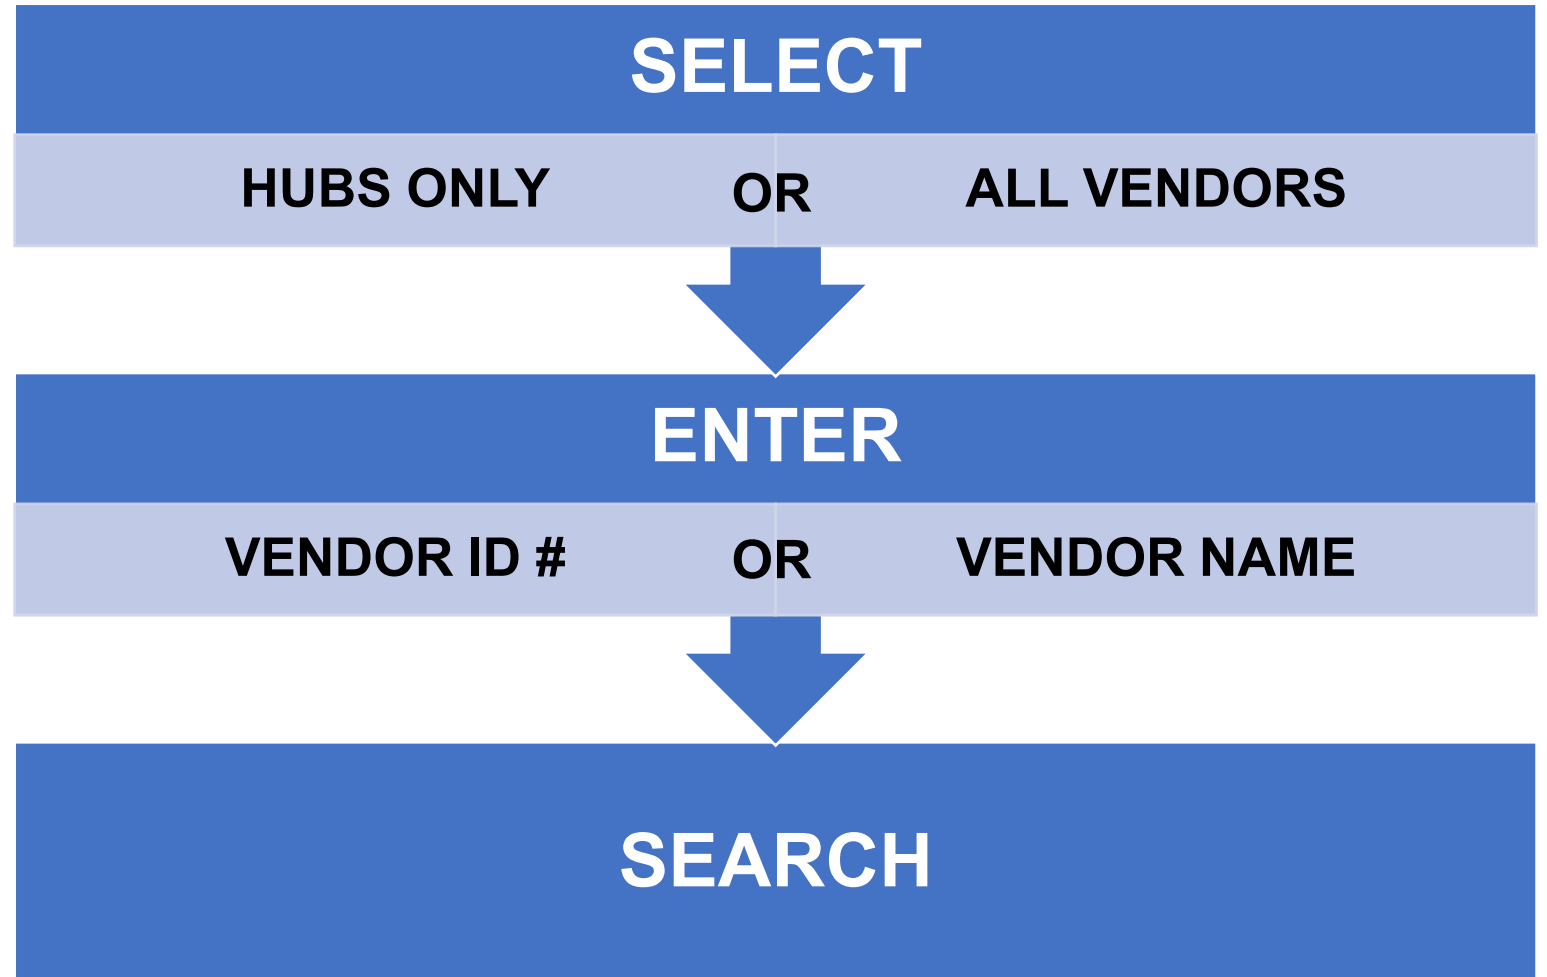 SELECT
HUBS ONLY OR ALL VENDORS
ENTER
VENDOR ID # OR VENDOR NAME
SEARCH